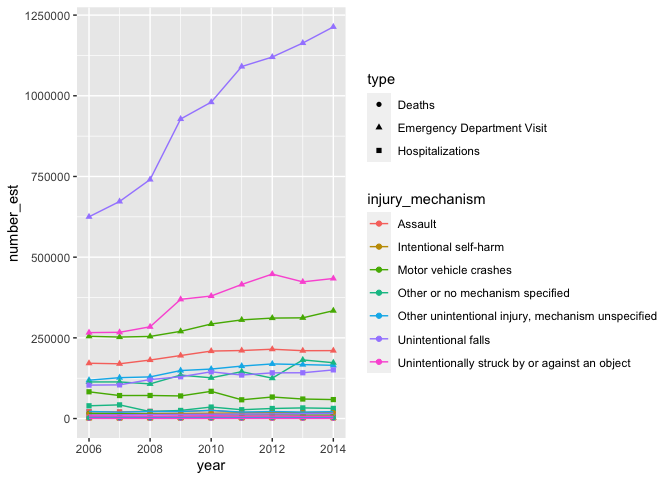 1250000
1000000
750000
500000
250000
0
number_est
2006
2008
2010
2012
2014
year
type
Deaths
Emergency Department Visit
Hospitalizations
injury_mechanism
Assault
Intentional self-harm
Motor vehicle crashes
Other or no mechanism specified
Other unintentional injury, mechanism unspecified
Unintentional falls
Unintentionally struck by or against an object